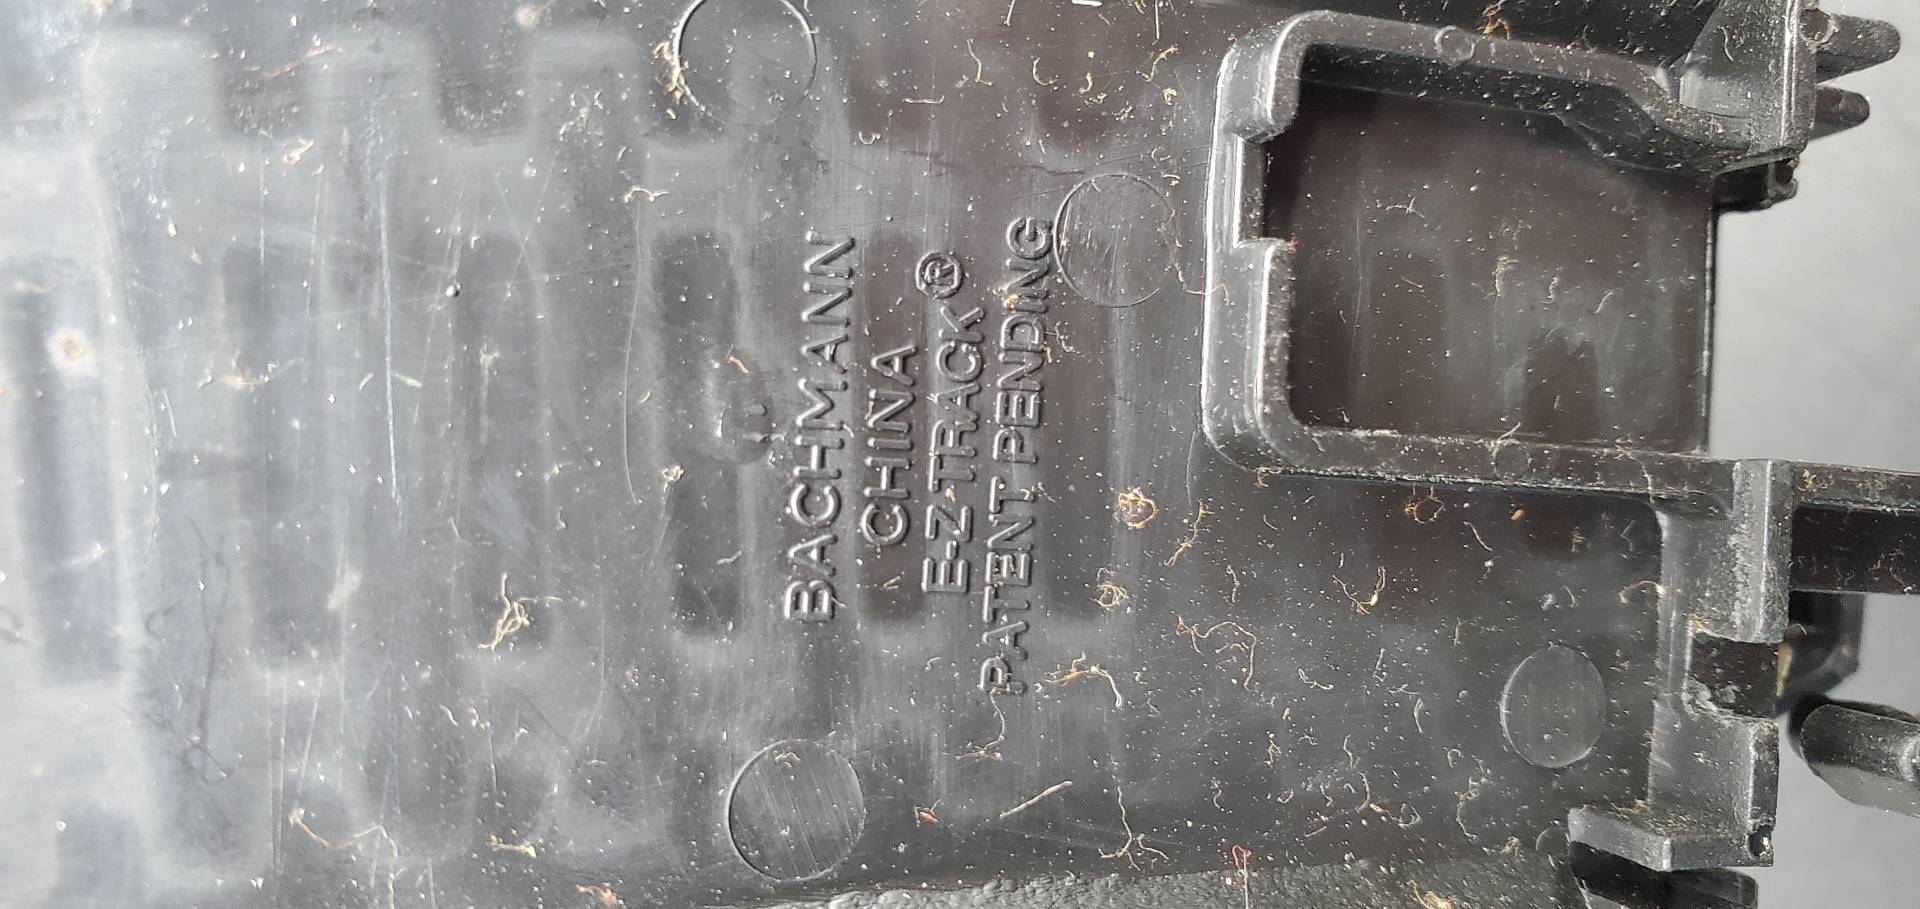 BACHMANN
CHINA
E-Z TRACK®
PATENT PENDING